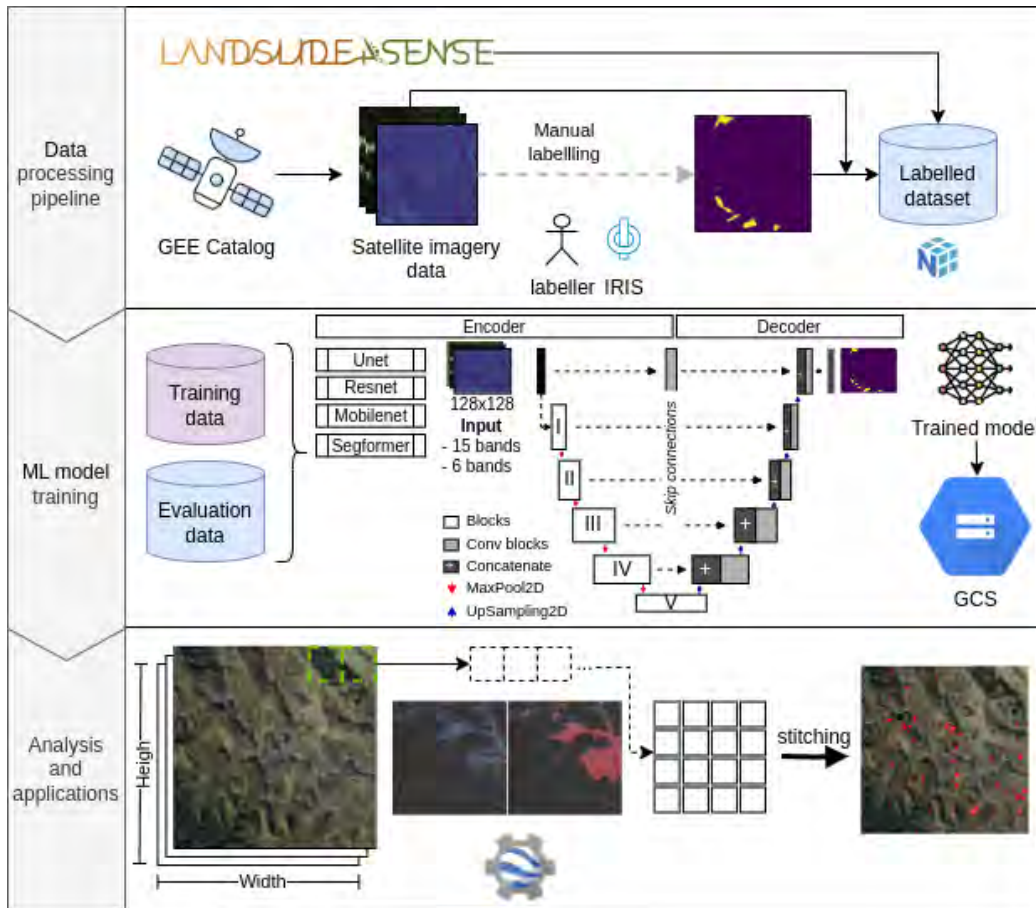 LANDSLIDE4SENSE
Data
processing
pipeline
GEE Catalog
Satellite imagery
data
Manual
labellling
labeller IRIS
Labelled
dataset
N
ML model
training
Training
data
Evaluation
data
Encoder
Decoder
Unet
Resnet
Mobilenet
Segformer
128x128
Input
- 15 bands
- 6 bands
I
II
III
IV
V
Skip connections
+
+
+
+
Blocks
Conv blocks
+ Concatenate
MaxPool2D
UpSampling2D
Trained model
GCS
Analysis
and
applications
Heigh
Width
...
stitching